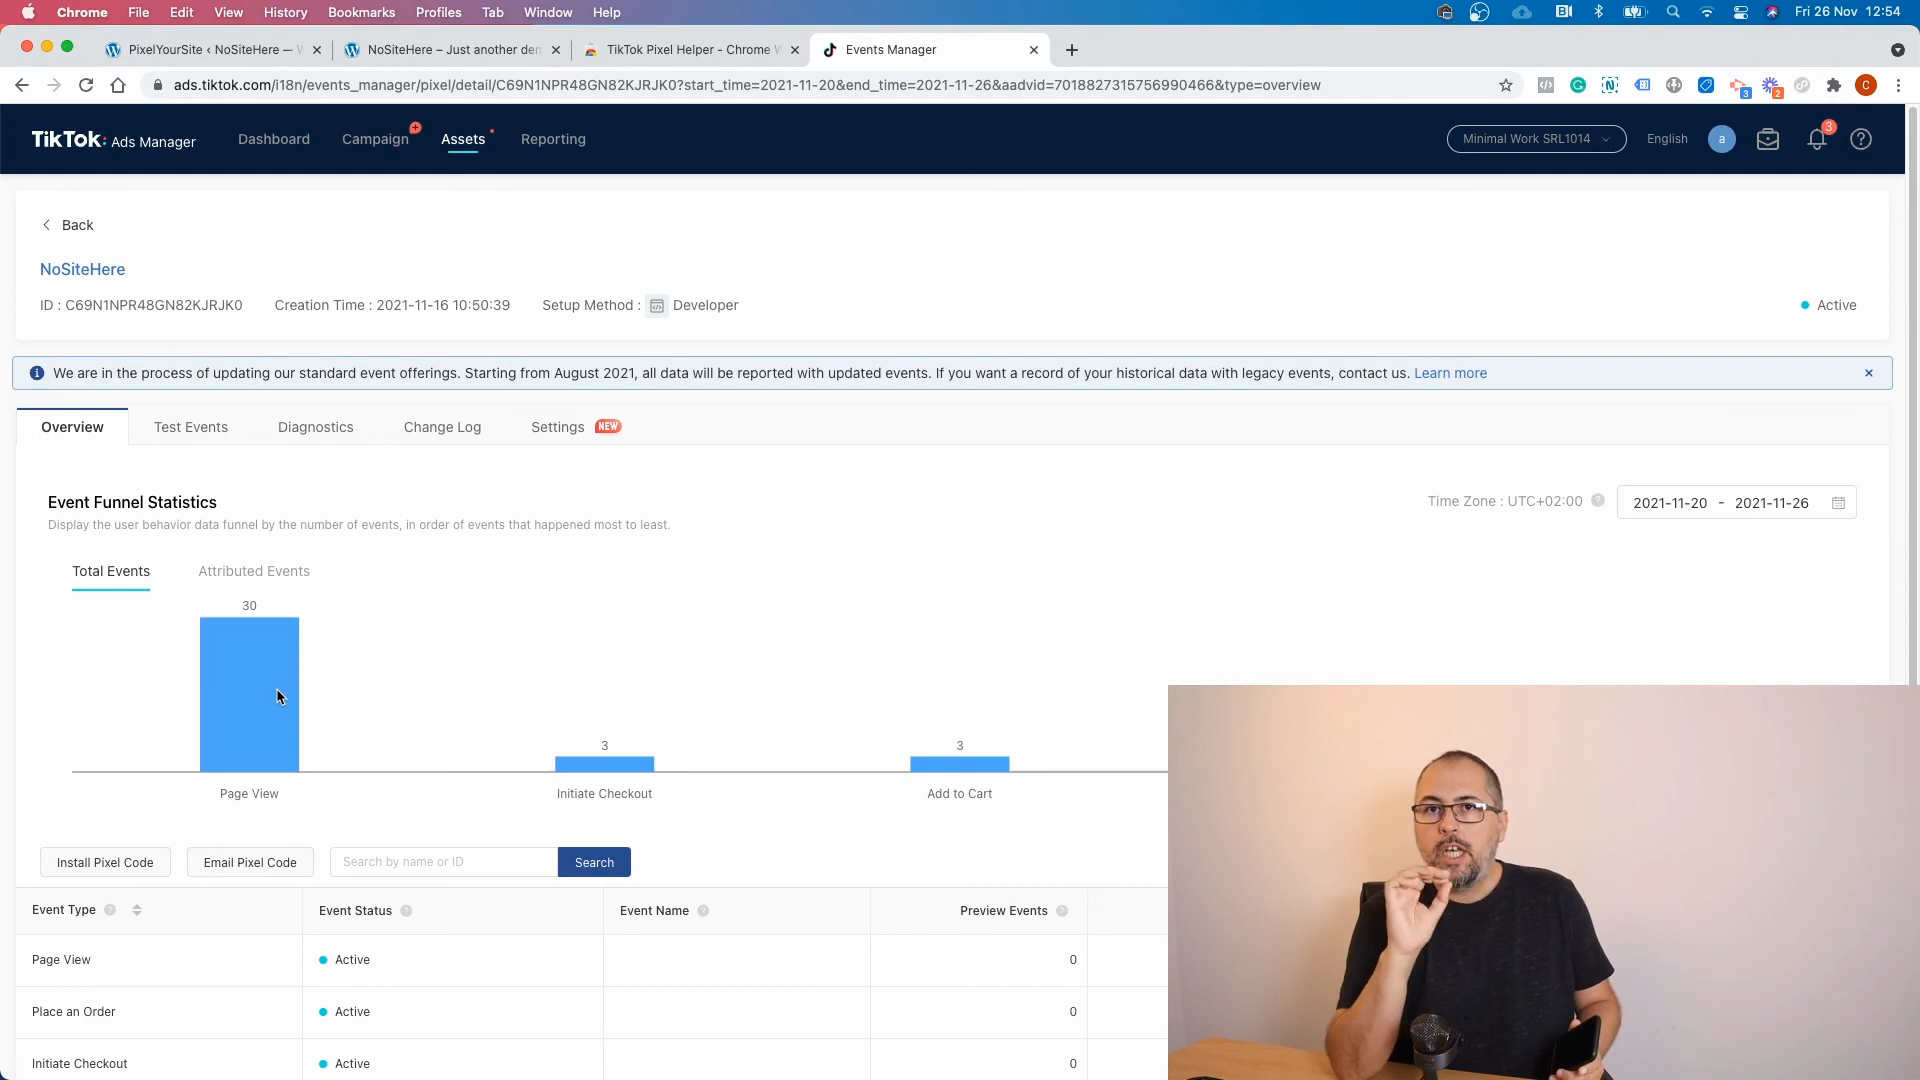 Chrome File Edit View History Bookmarks Profiles Tab Window Help Fri 26 Nov 12:54
PixelYourSite ‹ NoSiteHere — NoSiteHere – Just another den TikTok Pixel Helper - Chrome Events Manager
ads.tiktok.com/i18n/events_manager/pixel/detail/C69N1NPR48GN82KJRJK0?start_time=2021-11-20&end_time=2021-11-26&aadvid=7018827315756990466&type=overview 3 2 C
TikTok: Ads Manager Dashboard Campaign Assets Reporting Minimal Work SRL1014 English a 3
Back
NoSiteHere
ID : C69N1NPR48GN82KJRJK0 Creation Time : 2021-11-16 10:50:39 Setup Method : Developer Active
We are in the process of updating our standard event offerings. Starting from August 2021, all data will be reported with updated events. If you want a record of your historical data with legacy events, contact us. Learn more
Overview Test Events Diagnostics Change Log Settings NEW
Event Funnel Statistics Time Zone : UTC+02:00 2021-11-20 - 2021-11-26
Display the user behavior data funnel by the number of events, in order of events that happened most to least.
Total Events Attributed Events
30
3 3
Page View Initiate Checkout Add to Cart
Install Pixel Code Email Pixel Code Search by name or ID Search
Event Type Event Status Event Name Preview Events
Page View Active 0
Place an Order Active 0
Initiate Checkout Active 0